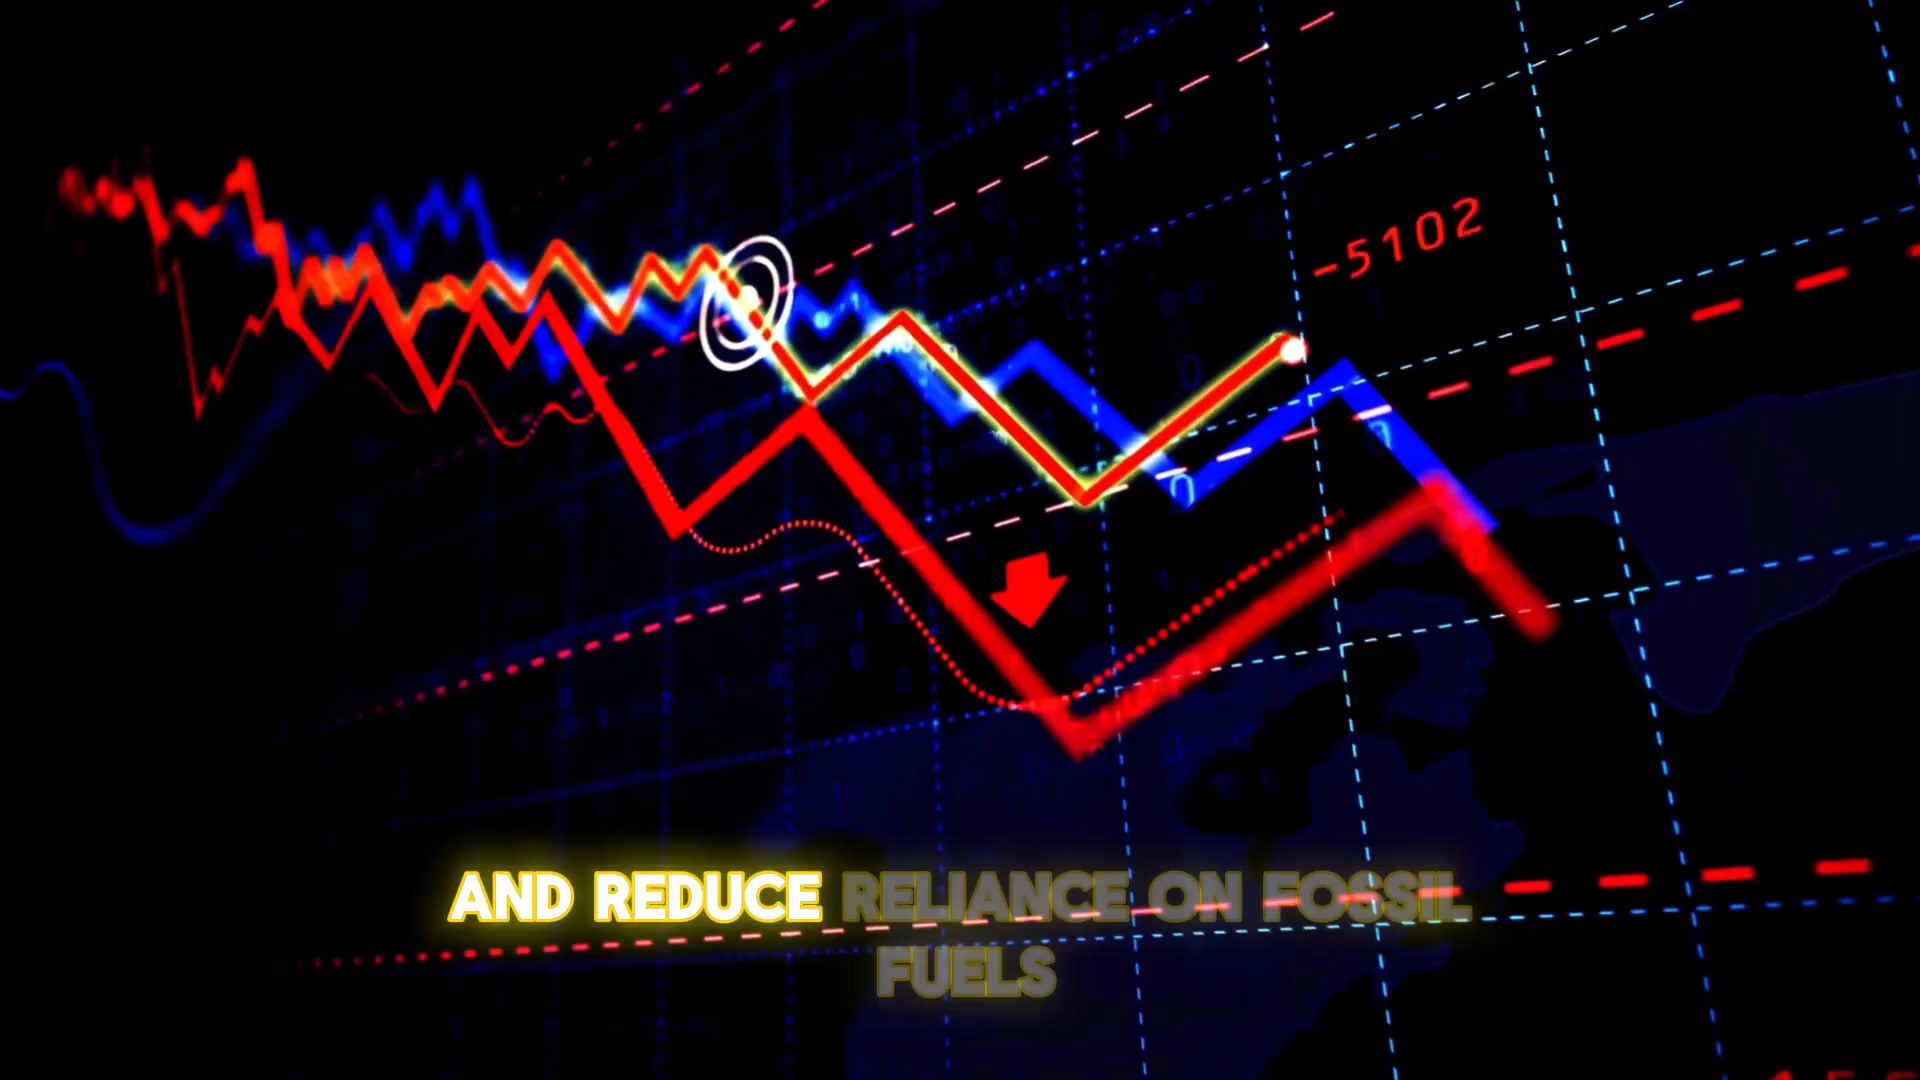 -5102
AND REDUCE RELIANCE ON FOSSIL
FUELS